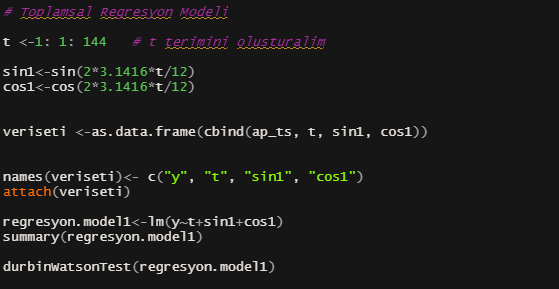 # Toplamsal Regresyon Modeli
t <-1: 1: 144   # t terimini olusturalim
sin1<-sin(2*3.1416*t/12)
cos1<-cos(2*3.1416*t/12)
veriseti <-as.data.frame(cbind(ap_ts, t, sin1, cos1))
names(veriseti)<- c("y", "t", "sin1", "cos1")
attach(veriseti)
regresyon.model1<-lm(y~t+sin1+cos1)
summary(regresyon.model1)
durbinWatsonTest(regresyon.model1)